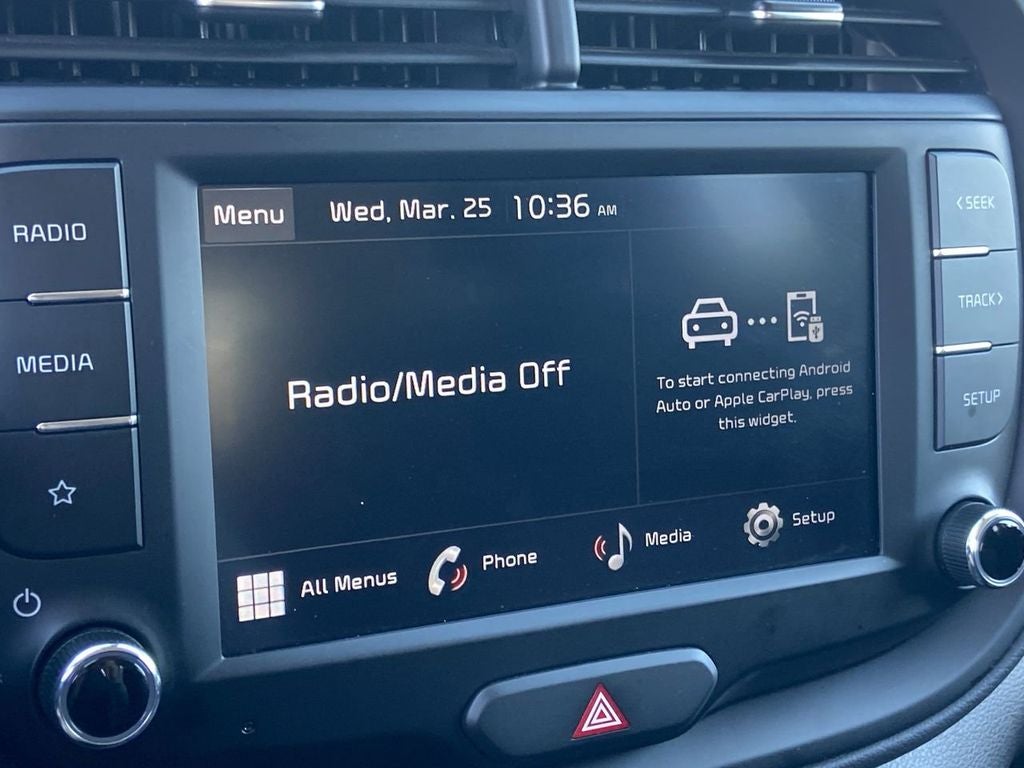 RADIO
MEDIA
Menu
Wed, Mar. 25 10:36 AM
Radio/Media Off
To start connecting Android
Auto or Apple CarPlay, press
this widget.
All Menus
Phone
Media
Setup
< SEEK
TRACK >
SETUP